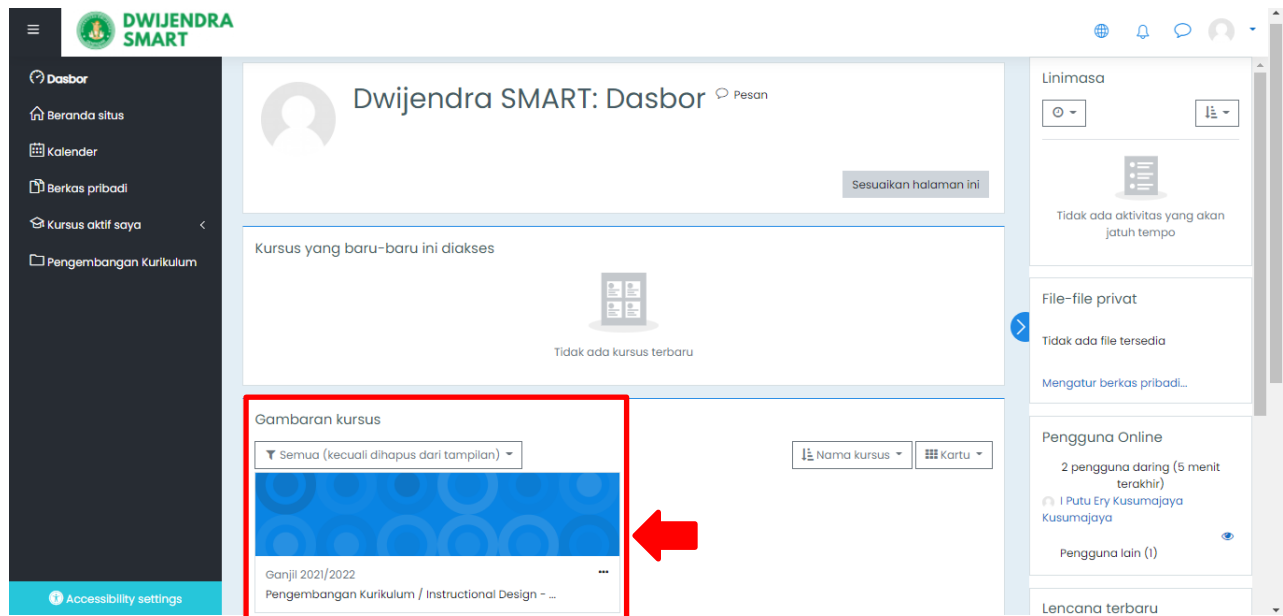 DWIJENDRA
SMART
Dasbor
Beranda situs
Kalender
Berkas pribadi
Kursus aktif saya
Pengembangan Kurikulum
Accessibility settings
Dwijendra SMART: Dasbor
Pesan
Sesuaikan halaman ini
Kursus yang baru-baru ini diakses
Tidak ada kursus terbaru
Gambaran kursus
Semua (kecuali dihapus dari tampilan)
Nama kursus
Kartu
Ganjil 2021/2022
Pengembangan Kurikulum / Instructional Design - ...
Linimasa
Tidak ada aktivitas yang akan
jatuh tempo
File-file privat
Tidak ada file tersedia
Mengatur berkas pribadi...
Pengguna Online
2 pengguna daring (5 menit
terakhir)
I Putu Ery Kusumajaya
Kusumajaya
Pengguna lain (1)
Lencana terbaru